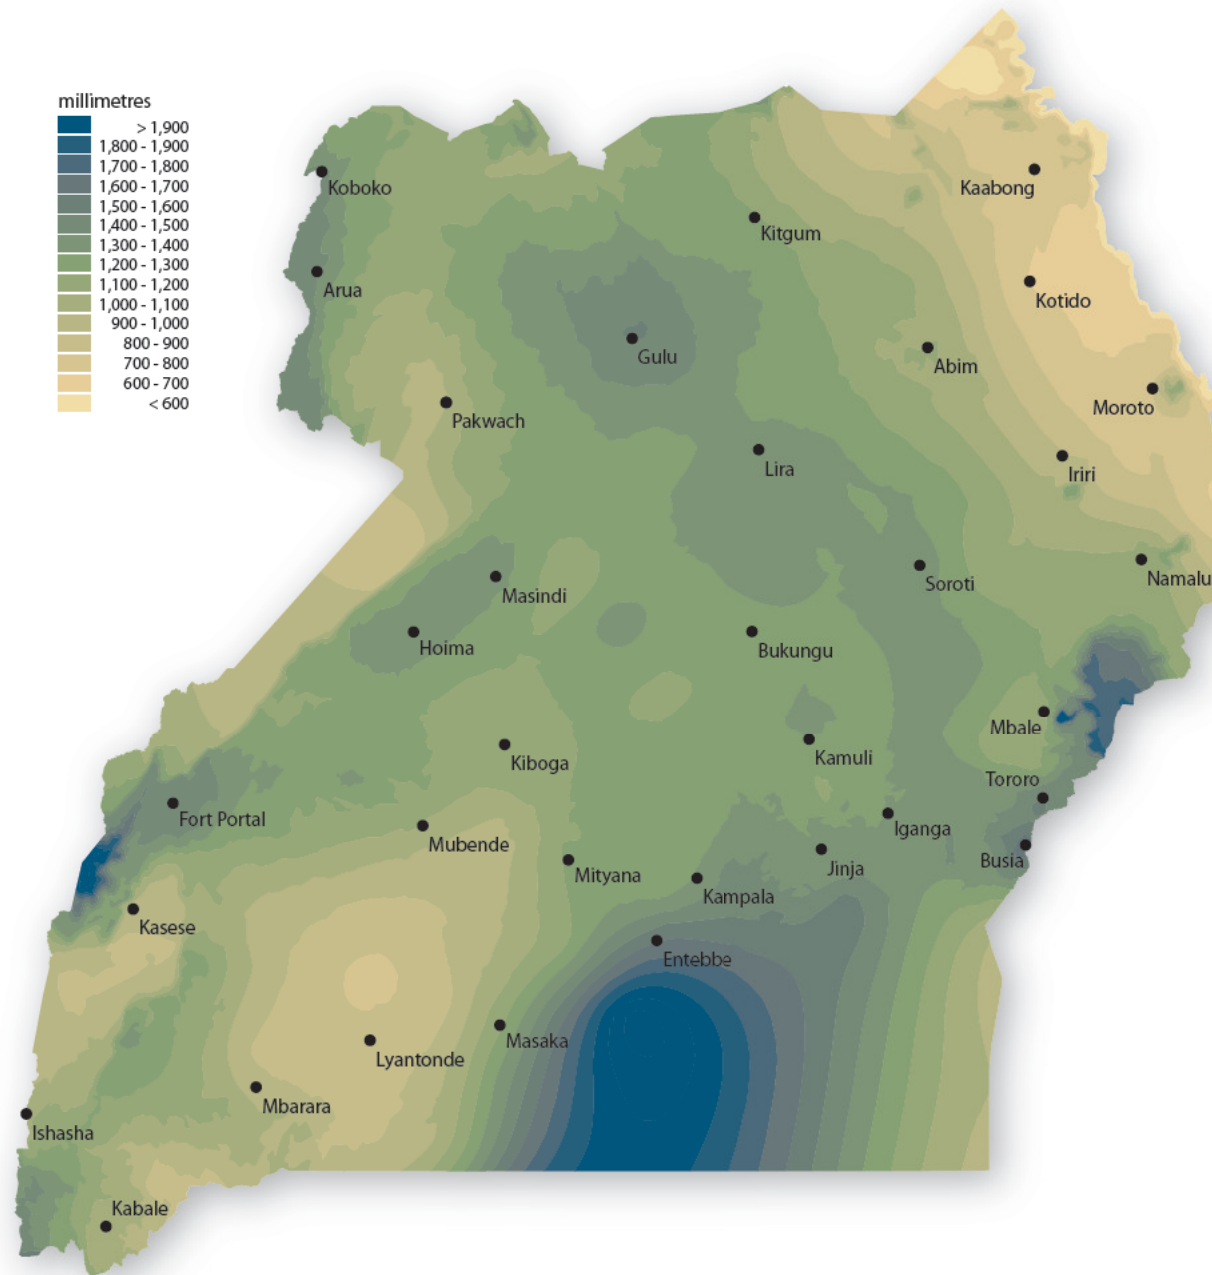 millimetres
> 1,900
1,800 - 1,900
1,700 - 1,800
1,600 - 1,700
1,500 - 1,600
1,400 - 1,500
1,300 - 1,400
1,200 - 1,300
1,100 - 1,200
1,000 - 1,100
900 - 1,000
800 - 900
700 - 800
600 - 700
< 600
Koboko
Kaabong
Kitgum
Arua
Kotido
Gulu
Abim
Moroto
Pakwach
Lira
Iriri
Soroti
Namalu
Masindi
Hoima
Bukungu
Mbale
Kamuli
Kiboga
Tororo
Fort Portal
Iganga
Mubende
Busia
Jinja
Mityana
Kampala
Kasese
Entebbe
Masaka
Lyantonde
Mbarara
Ishasha
Kabale